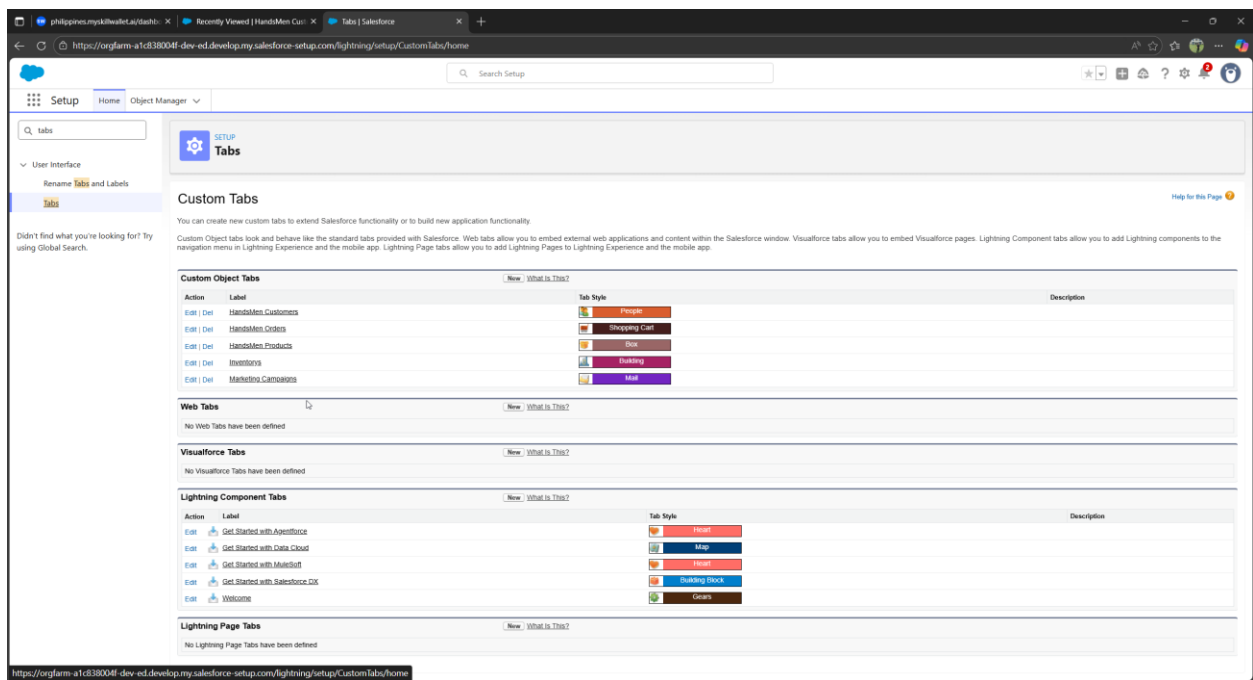 philippines.myskillwallet.ai/dashbo
Recently Viewed | HandsMen Cust
Tabs | Salesforce
https://orgfarm-a1c838004f-dev-ed.develop.my.salesforce-setup.com/lightning/setup/CustomTabs/home
Search Setup
2
Setup
Home
Object Manager
tabs
User Interface
Rename Tabs and Labels
Tabs
Didn't find what you're looking for? Try
using Global Search.
SETUP
Tabs
Custom Tabs
Help for this Page
You can create new custom tabs to extend Salesforce functionality or to build new application functionality.
Custom Object tabs look and behave like the standard tabs provided with Salesforce. Web tabs allow you to embed external web applications and content within the Salesforce window. Visualforce tabs allow you to embed Visualforce pages. Lightning Component tabs allow you to add Lightning components to the
navigation menu in Lightning Experience and the mobile app. Lightning Page tabs allow you to add Lightning Pages to Lightning Experience and the mobile app.
Custom Object Tabs New What Is This?
Action Label Tab Style Description
Edit | Del HandsMen Customers People
Edit | Del HandsMen Orders Shopping Cart
Edit | Del HandsMen Products Box
Edit | Del Inventorys Building
Edit | Del Marketing Campaigns Mail
Web Tabs New What Is This?
No Web Tabs have been defined
Visualforce Tabs New What Is This?
No Visualforce Tabs have been defined
Lightning Component Tabs New What Is This?
Action Label Tab Style Description
Edit Get Started with Agentforce Heart
Edit Get Started with Data Cloud Map
Edit Get Started with MuleSoft Heart
Edit Get Started with Salesforce DX Building Block
Edit Welcome Gears
Lightning Page Tabs New What Is This?
No Lightning Page Tabs have been defined
https://orgfarm-a1c838004f-dev-ed.develop.my.salesforce-setup.com/lightning/setup/CustomTabs/home